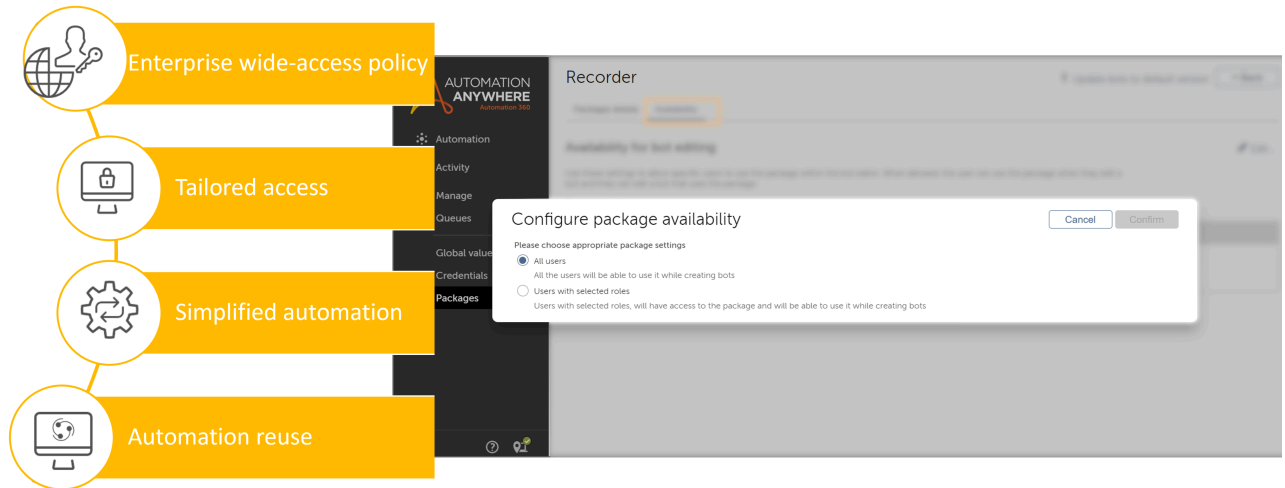 Enterprise wide-access policy
Tailored access
Simplified automation
Automation reuse
AUTOMATION
ANYWHERE
Automation 360
Automation
Activity
Manage
Queues
Global value
Credentials
Packages
Recorder
Availability for bot editing
Configure package availability
Cancel
Confirm
Please choose appropriate package settings
All users
All the users will be able to use it while creating bots
Users with selected roles
Users with selected roles, will have access to the package and will be able to use it while creating bots